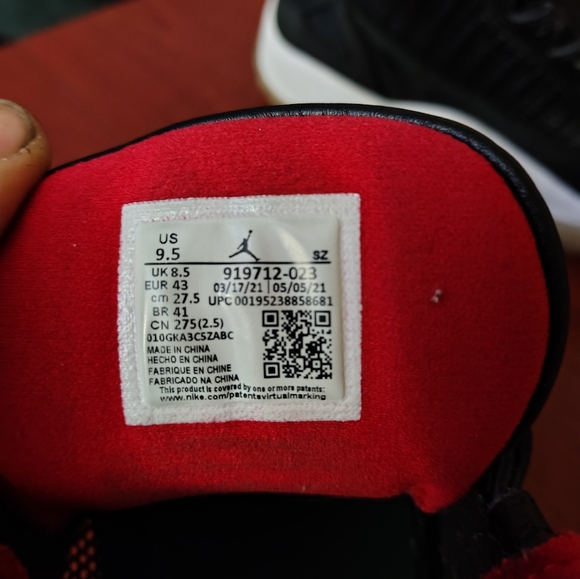 US
9.5
SZ
UK 8.5
919712-023
EUR 43
03/17/21 | 05/05/21
cm 27.5
UPC 00195238858681
BR 41
CN 275(2.5)
010GKA3C5ZABC
MADE IN CHINA
HECHO EN CHINA
FABRIQUE EN CHINE
FABRICADO NA CHINA
This product is covered by one or more patents:
www.nike.com/patentsvirtualmarking